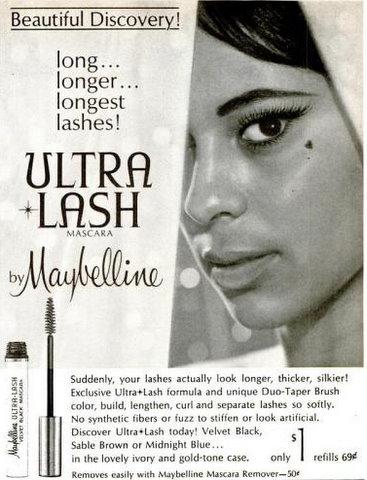 Beautiful Discovery!
long...
longer...
longest
lashes!
ULTRA
+LASH
MASCARA
by Maybelline
Suddenly, your lashes actually look longer, thicker, silkier!
Exclusive Ultra+Lash formula and unique Duo-Taper Brush
color, build, lengthen, curl and separate lashes so softly.
No synthetic fibers or fuzz to stiffen or look artificial.
Discover Ultra+Lash today! Velvet Black,
Sable Brown or Midnight Blue...
in the lovely ivory and gold-tone case. only $1 refills 69¢
Removes easily with Maybelline Mascara Remover—50¢
Maybelline ULTRA+LASH
VELVET BLACK MASCARA